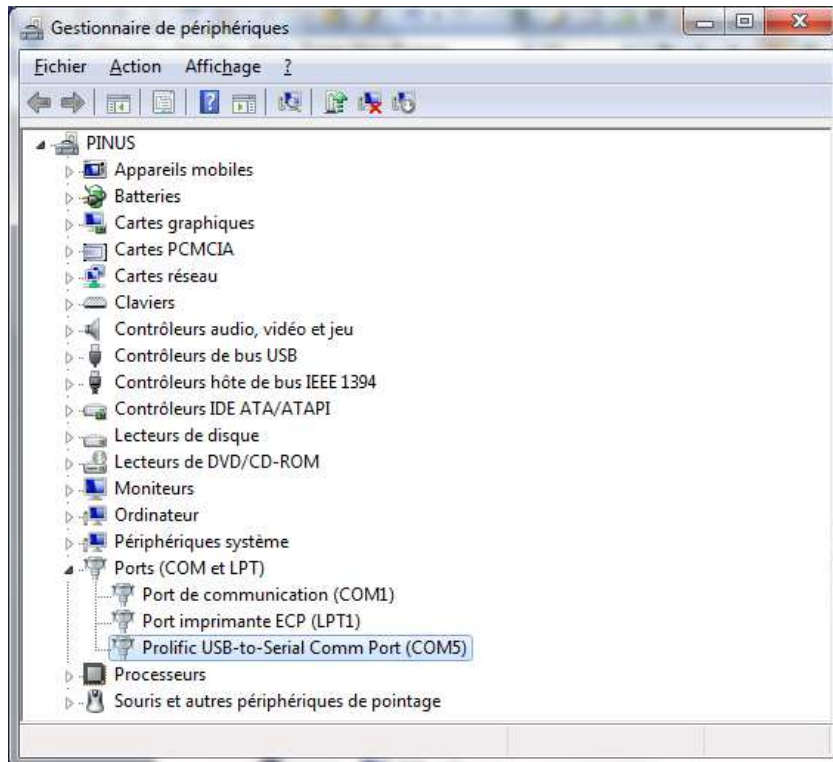 Gestionnaire de périphériques
Fichier Action Affichage ?
PINUS
Appareils mobiles
Batteries
Cartes graphiques
Cartes PCMCIA
Cartes réseau
Claviers
Contrôleurs audio, vidéo et jeu
Contrôleurs de bus USB
Contrôleurs hôte de bus IEEE 1394
Contrôleurs IDE ATA/ATAPI
Lecteurs de disque
Lecteurs de DVD/CD-ROM
Moniteurs
Ordinateur
Périphériques système
Ports (COM et LPT)
Port de communication (COM1)
Port imprimante ECP (LPT1)
Prolific USB-to-Serial Comm Port (COM5)
Processeurs
Souris et autres périphériques de pointage